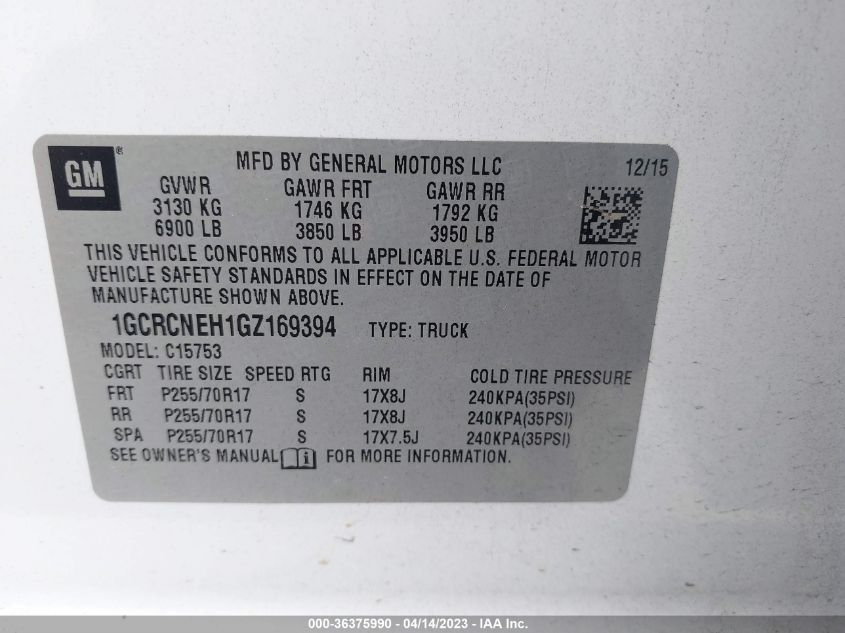 GM® MFD BY GENERAL MOTORS LLC 12/15
GVWR GAWR FRT GAWR RR
3130 KG 1746 KG 1792 KG
6900 LB 3850 LB 3950 LB
THIS VEHICLE CONFORMS TO ALL APPLICABLE U.S. FEDERAL MOTOR
VEHICLE SAFETY STANDARDS IN EFFECT ON THE DATE OF
MANUFACTURE SHOWN ABOVE.
1GCRCNEH1GZ169394 TYPE: TRUCK
MODEL: C15753
CGRT TIRE SIZE SPEED RTG RIM COLD TIRE PRESSURE
FRT P255/70R17 S 17X8J 240KPA(35PSI)
RR P255/70R17 S 17X8J 240KPA(35PSI)
SPA P255/70R17 S 17X7.5J 240KPA(35PSI)
SEE OWNER'S MANUAL i FOR MORE INFORMATION.
000-36375990 - 04/14/2023 - IAA Inc.